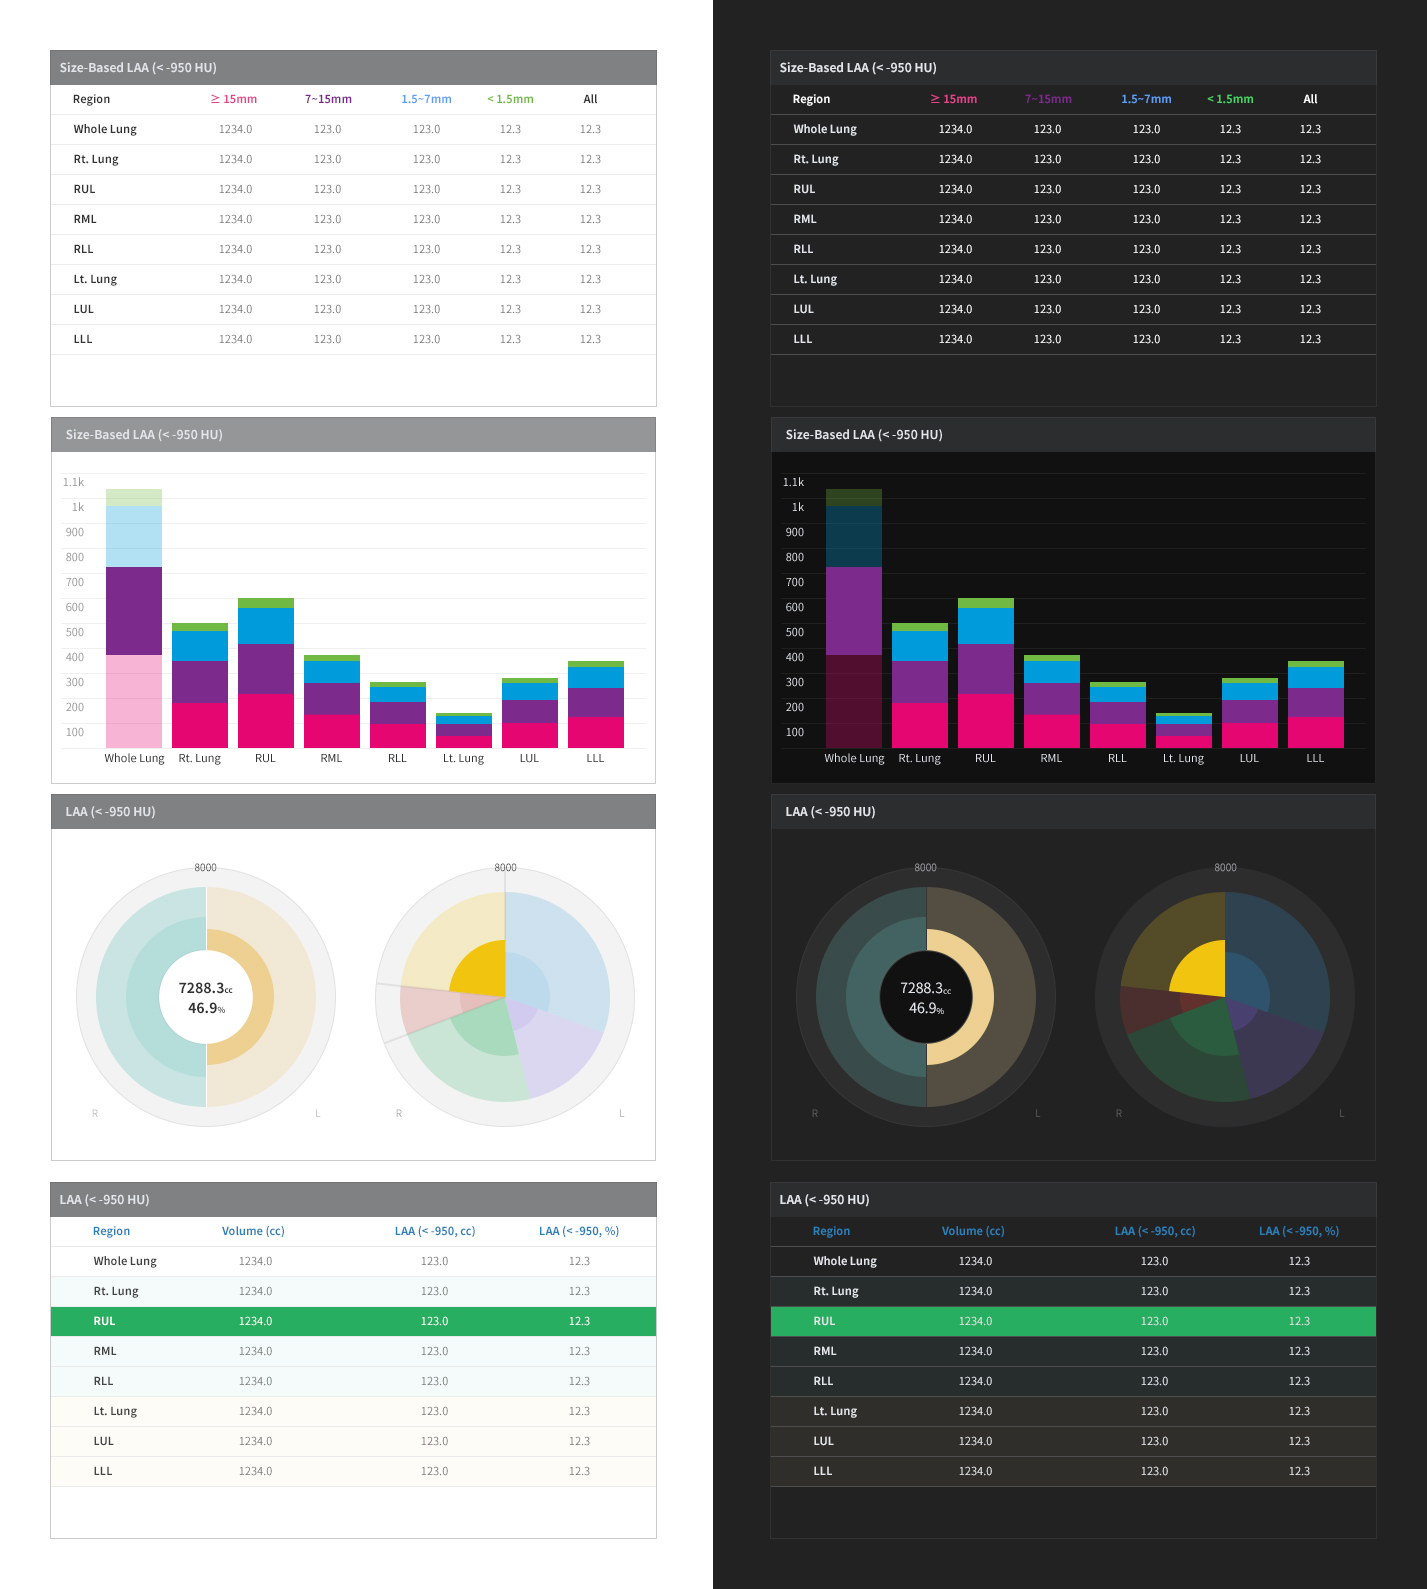 Size-Based LAA (< -950 HU)
Region ≥ 15mm 7~15mm 1.5~7mm < 1.5mm All
Whole Lung 1234.0 123.0 123.0 12.3 12.3
Rt. Lung 1234.0 123.0 123.0 12.3 12.3
RUL 1234.0 123.0 123.0 12.3 12.3
RML 1234.0 123.0 123.0 12.3 12.3
RLL 1234.0 123.0 123.0 12.3 12.3
Lt. Lung 1234.0 123.0 123.0 12.3 12.3
LUL 1234.0 123.0 123.0 12.3 12.3
LLL 1234.0 123.0 123.0 12.3 12.3
Size-Based LAA (< -950 HU)
1.1k
1k
900
800
700
600
500
400
300
200
100
Whole Lung Rt. Lung RUL RML RLL Lt. Lung LUL LLL
LAA (< -950 HU)
8000 8000
7288.3cc
46.9%
R L R L
LAA (< -950 HU)
Region Volume (cc) LAA (< -950, cc) LAA (< -950, %)
Whole Lung 1234.0 123.0 12.3
Rt. Lung 1234.0 123.0 12.3
RUL 1234.0 123.0 12.3
RML 1234.0 123.0 12.3
RLL 1234.0 123.0 12.3
Lt. Lung 1234.0 123.0 12.3
LUL 1234.0 123.0 12.3
LLL 1234.0 123.0 12.3
Size-Based LAA (< -950 HU)
Region ≥ 15mm 7~15mm 1.5~7mm < 1.5mm All
Whole Lung 1234.0 123.0 123.0 12.3 12.3
Rt. Lung 1234.0 123.0 123.0 12.3 12.3
RUL 1234.0 123.0 123.0 12.3 12.3
RML 1234.0 123.0 123.0 12.3 12.3
RLL 1234.0 123.0 123.0 12.3 12.3
Lt. Lung 1234.0 123.0 123.0 12.3 12.3
LUL 1234.0 123.0 123.0 12.3 12.3
LLL 1234.0 123.0 123.0 12.3 12.3
Size-Based LAA (< -950 HU)
1.1k
1k
900
800
700
600
500
400
300
200
100
Whole Lung Rt. Lung RUL RML RLL Lt. Lung LUL LLL
LAA (< -950 HU)
8000 8000
7288.3cc
46.9%
R L R L
LAA (< -950 HU)
Region Volume (cc) LAA (< -950, cc) LAA (< -950, %)
Whole Lung 1234.0 123.0 12.3
Rt. Lung 1234.0 123.0 12.3
RUL 1234.0 123.0 12.3
RML 1234.0 123.0 12.3
RLL 1234.0 123.0 12.3
Lt. Lung 1234.0 123.0 12.3
LUL 1234.0 123.0 12.3
LLL 1234.0 123.0 12.3